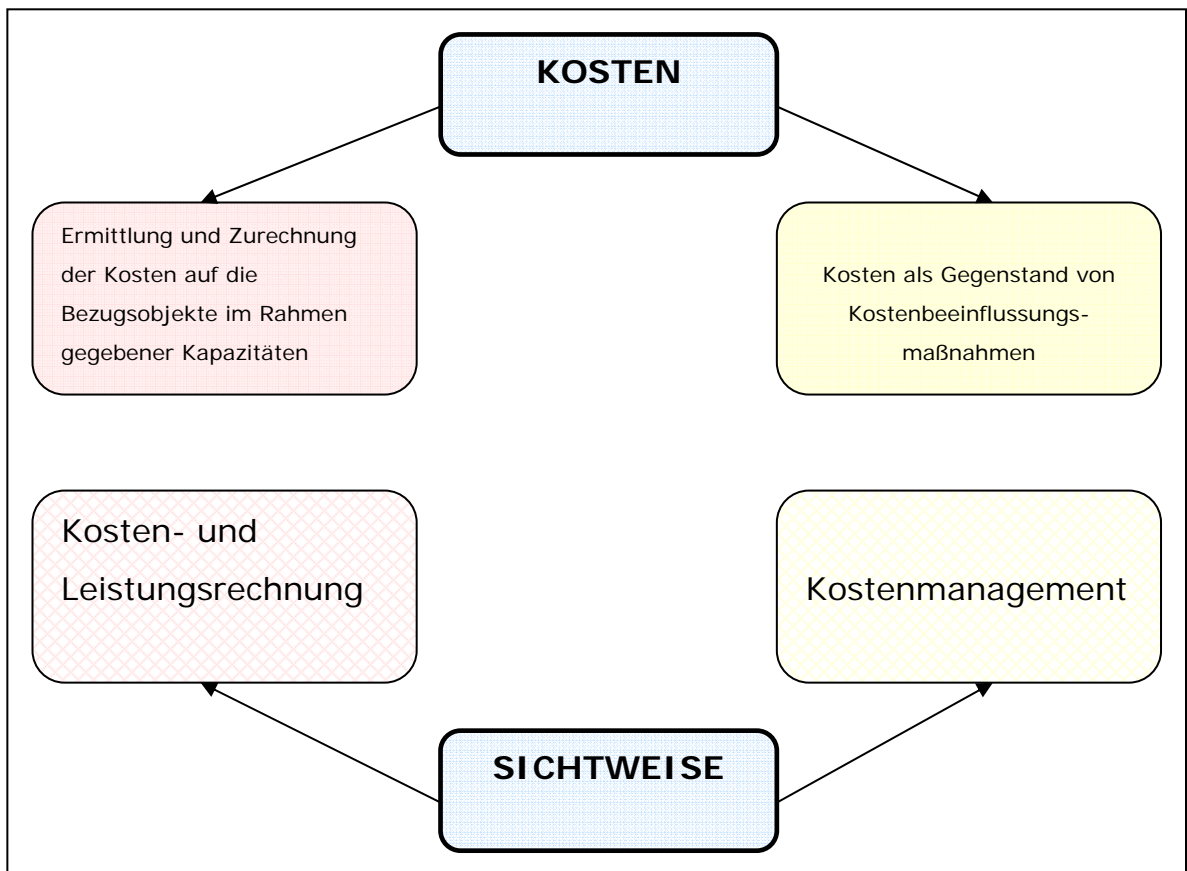 KOSTEN
Ermittlung und Zurechnung
der Kosten auf die
Bezugsobjekte im Rahmen
gegebener Kapazitäten
Kosten als Gegenstand von
Kostenbeeinflussungs-
maßnahmen
Kosten- und
Leistungsrechnung
Kostenmanagement
SICHTWEISE